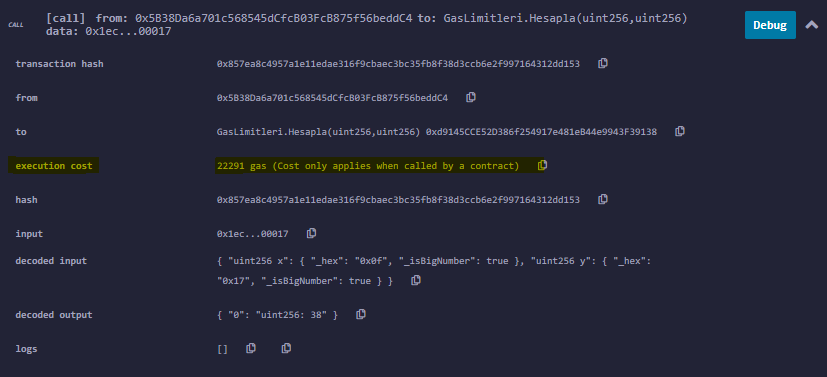 CALL [call] from: 0x5B38Da6a701c568545dCfcB03FcB875f56beddC4 to: GasLimitleri.Hesapla(uint256,uint256)
data: 0x1ec...00017
Debug
transaction hash 0x857ea8c4957a1e11edae316f9cbaec3bc35fb8f38d3ccb6e2f997164312dd153
from 0x5B38Da6a701c568545dCfcB03FcB875f56beddC4
to GasLimitleri.Hesapla(uint256,uint256) 0xd9145CCE52D386f254917e481eB44e9943F39138
execution cost 22291 gas (Cost only applies when called by a contract)
hash 0x857ea8c4957a1e11edae316f9cbaec3bc35fb8f38d3ccb6e2f997164312dd153
input 0x1ec...00017
decoded input { "uint256 x": { "_hex": "0x0f", "_isBigNumber": true }, "uint256 y": { "_hex":
"0x17", "_isBigNumber": true } }
decoded output { "0": "uint256: 38" }
logs []